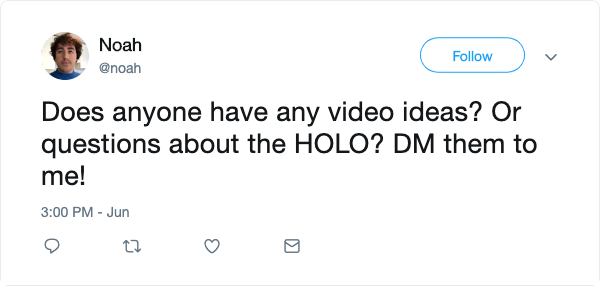 Noah
@noah
Follow
Does anyone have any video ideas? Or
questions about the HOLO? DM them to
me!
3:00 PM - Jun